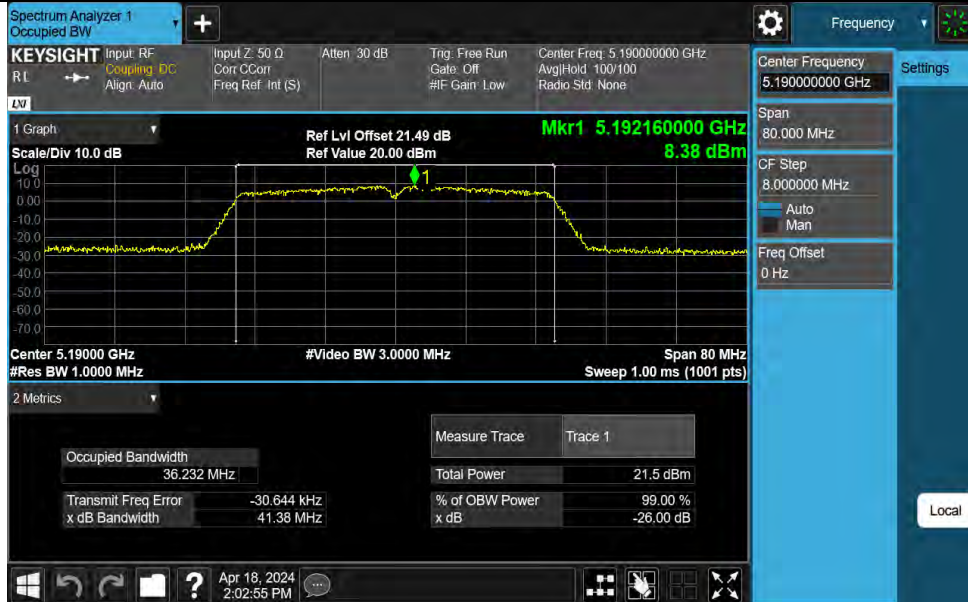 Spectrum Analyzer 1
Occupied BW
Frequency
KEYSIGHT
Input: RF
Coupling: DC
Align: Auto
Input Z: 50 Ω
Corr CCorr
Freq Ref: Int (S)
Atten: 30 dB
Trig: Free Run
Gate: Off
#IF Gain: Low
Center Freq: 5.190000000 GHz
Avg|Hold: 100/100
Radio Std: None
LXI
Center Frequency
5.190000000 GHz
Settings
Span
80.000 MHz
CF Step
8.000000 MHz
Auto
Man
Freq Offset
0 Hz
1 Graph
Scale/Div 10.0 dB
Ref Lvl Offset 21.49 dB
Ref Value 20.00 dBm
Mkr1 5.192160000 GHz
8.38 dBm
Log
1
10.0
0.00
-10.0
-20.0
-30.0
-40.0
-50.0
-60.0
-70.0
Center 5.19000 GHz
#Video BW 3.0000 MHz
Span 80 MHz
#Res BW 1.0000 MHz
Sweep 1.00 ms (1001 pts)
2 Metrics
Measure Trace
Trace 1
Occupied Bandwidth
36.232 MHz
Total Power
21.5 dBm
Transmit Freq Error
-30.644 kHz
% of OBW Power
99.00 %
x dB Bandwidth
41.38 MHz
x dB
-26.00 dB
Local
?
Apr 18, 2024
2:02:55 PM